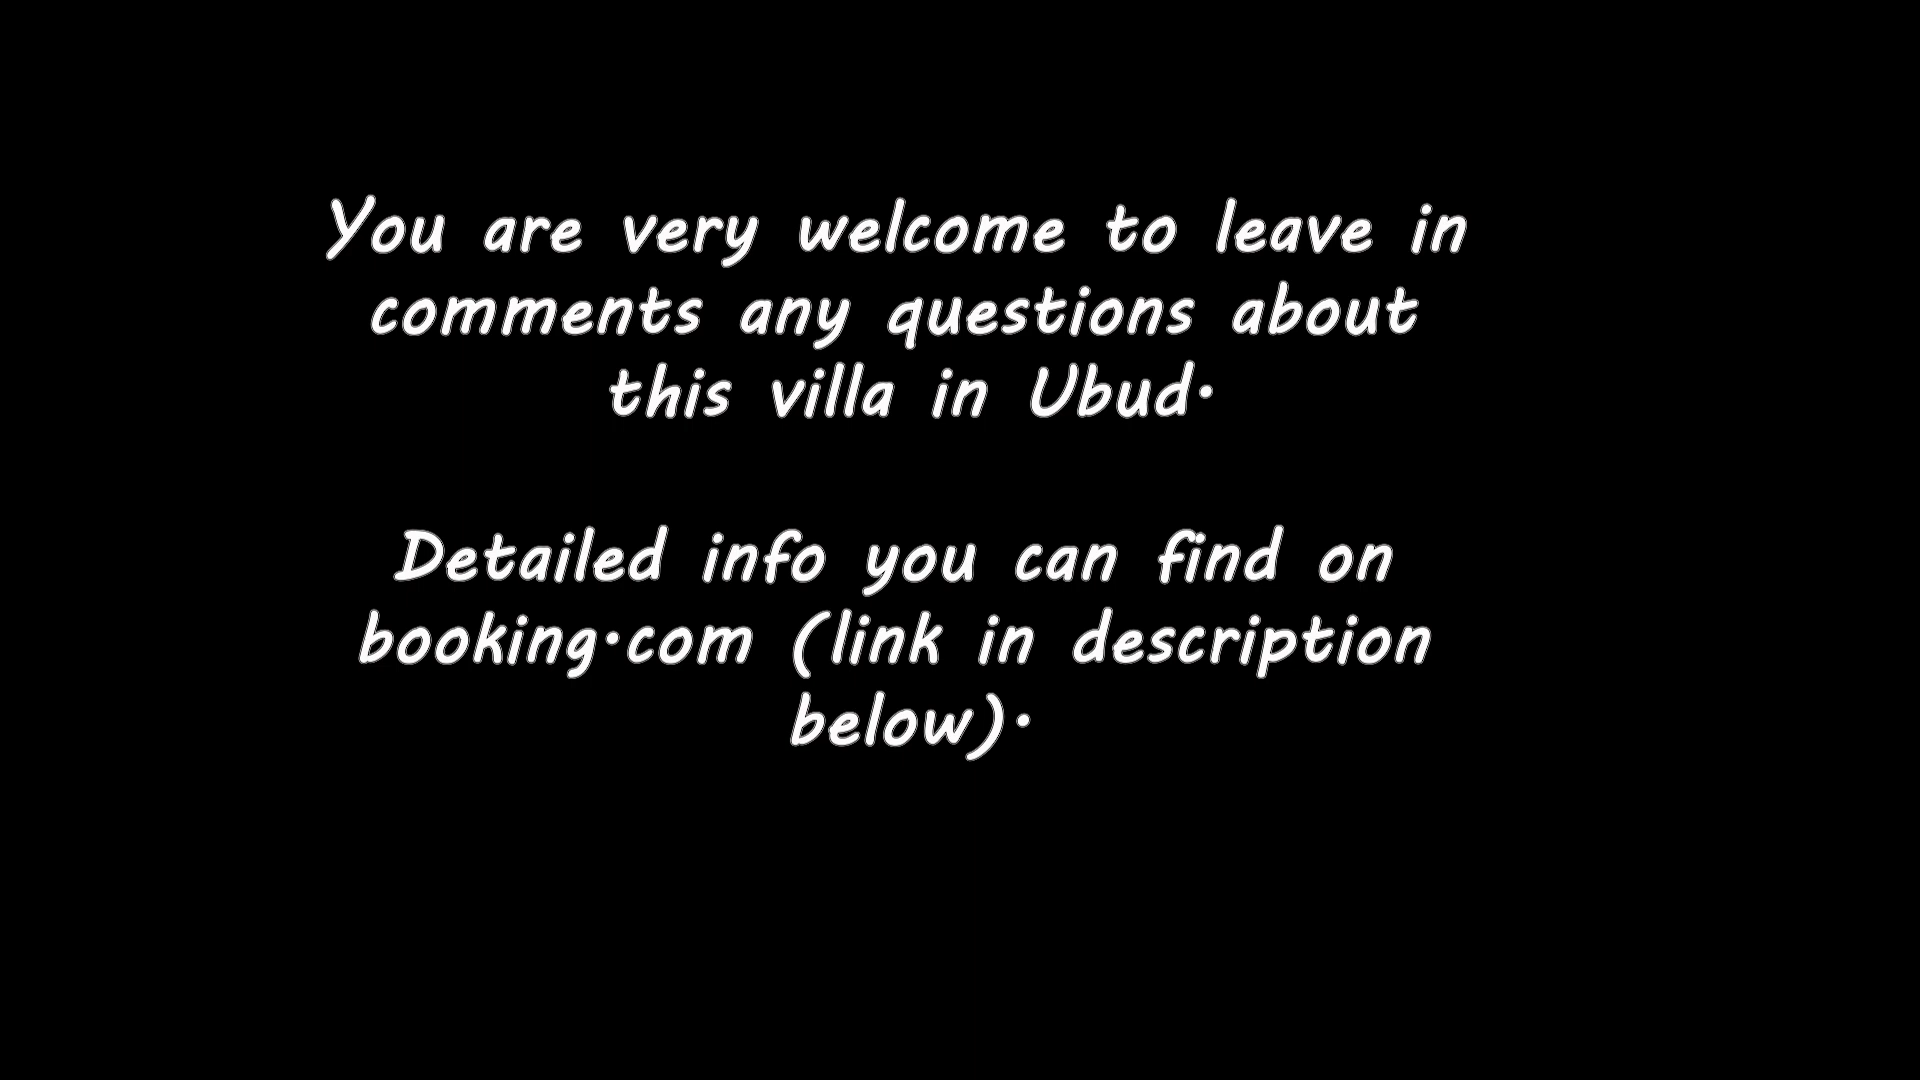 You are very welcome to leave in
comments any questions about
this villa in Ubud.
Detailed info you can find on
booking.com (link in description
below).